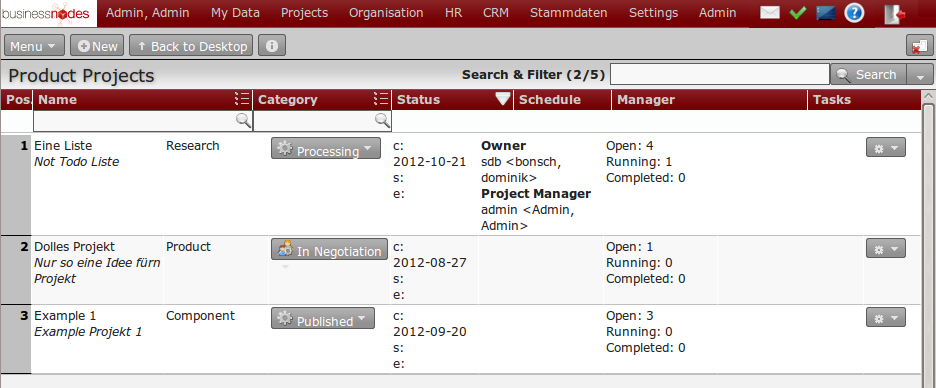 businessnodes Admin, Admin My Data Projects Organisation HR CRM Stammdaten Settings Admin
Menu New Back to Desktop
Product Projects Search & Filter (2/5) Search
Pos. Name Category Status Schedule Manager Tasks
1 Eine Liste Research Processing c: Owner Open: 4
Not Todo Liste 2012-10-21 sdb <bonsch, Running: 1
s: dominik> Completed: 0
e: Project Manager
admin <Admin,
Admin>
2 Dolles Projekt Product In Negotiation c: Open: 1
Nur so eine Idee fürn 2012-08-27 Running: 0
Projekt s: Completed: 0
e:
3 Example 1 Component Published c: Open: 3
Example Projekt 1 2012-09-20 Running: 0
s: Completed: 0
e: